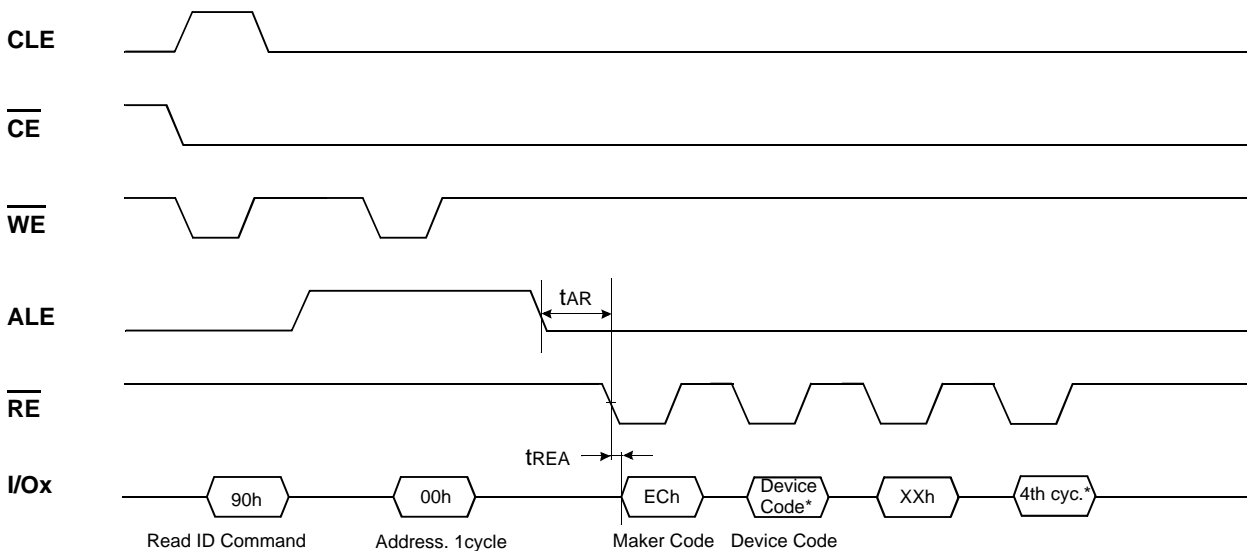 CLE
CE
WE
ALE
tAR
RE
tREA
I/Ox
90h
00h
ECh
Device
Code*
XXh
4th cyc.*
Read ID Command
Address. 1cycle
Maker Code
Device Code